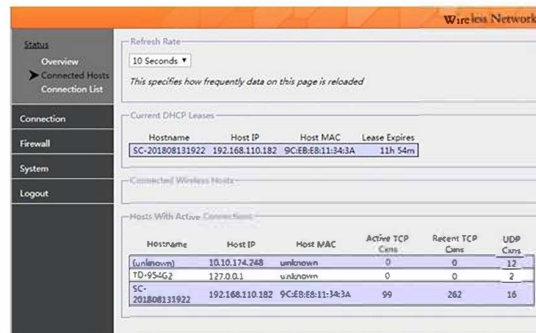 Wireless Network
Status
Overview
Connected Hosts
Connection List
Connection
Firewall
System
Logout
Refresh Rate
10 Seconds
This specifies how frequently data on this page is reloaded
Current DHCP Leases
Hostname Host IP Host MAC Lease Expires
SC-201808131922 192.168.110.182 9C:EB:E8:11:34:3A 11h 54m
Connected Wireless Hosts
Hosts With Active Connections
Hostname Host IP Host MAC Active TCP Cxns Recent TCP Cxns UDP Cxns
(unknown) 10.10.174.248 unknown 0 0 12
TD-954G2 127.0.0.1 unknown 0 0 2
SC-201808131922 192.168.110.182 9C:EB:E8:11:34:3A 99 262 16